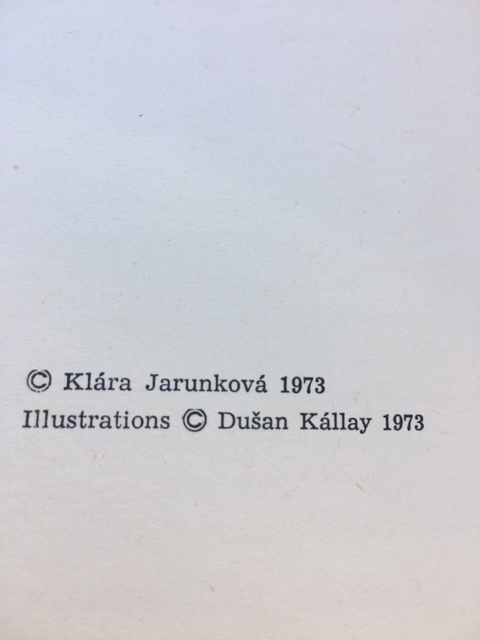 © Klára Jarunková 1973
Illustrations © Dušan Kállay 1973